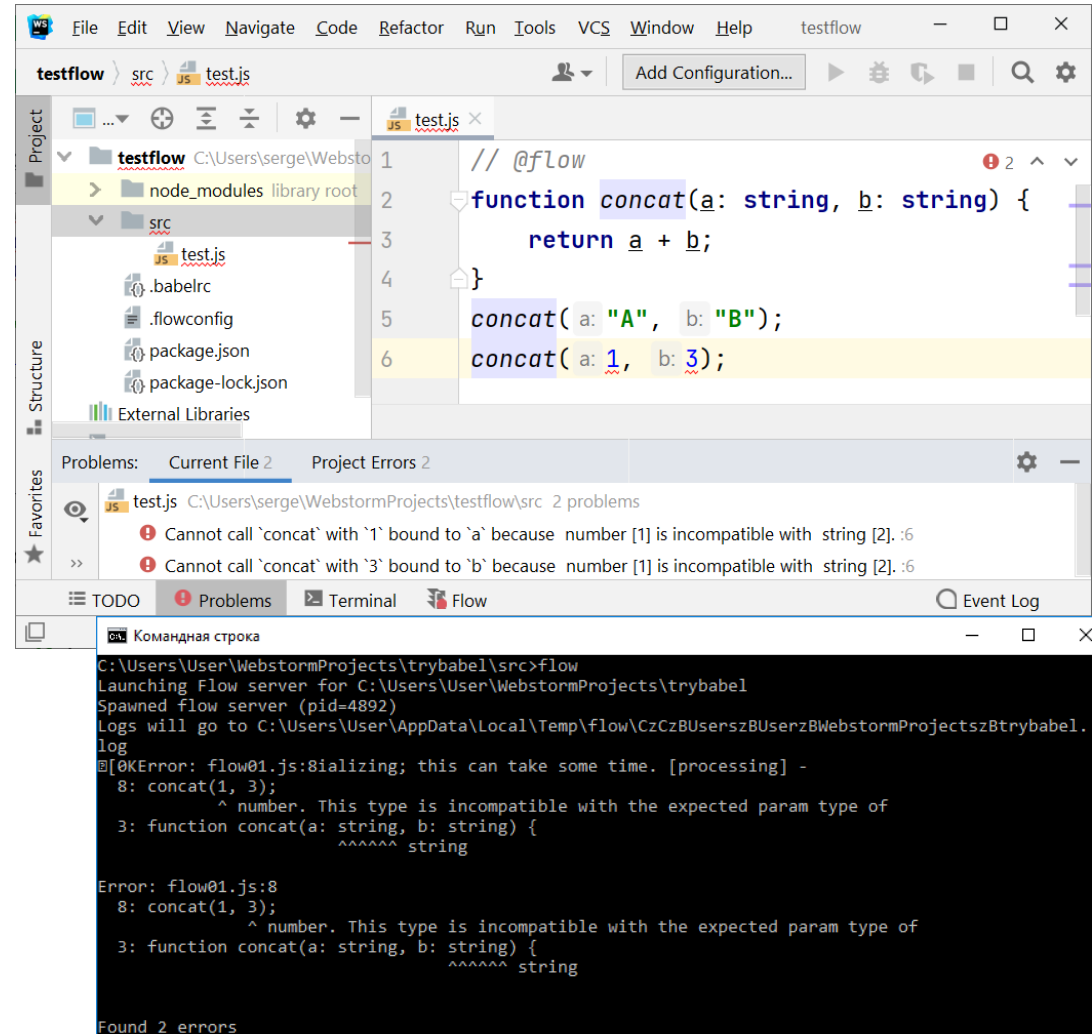 WS File Edit View Navigate Code Refactor Run Tools VCS Window Help testflow
testflow src JS test.js Add Configuration...
Project
... JS test.js
testflow C:\Users\serge\Websto
node_modules library root
src
JS test.js
.babelrc
.flowconfig
package.json
package-lock.json
External Libraries
1 // @flow 2
2 function concat(a: string, b: string) {
3 return a + b;
4 }
5 concat( a: "A", b: "B");
6 concat( a: 1, b: 3);
Structure
Favorites
Problems: Current File 2 Project Errors 2
JS test.js C:\Users\serge\WebstormProjects\testflow\src 2 problems
Cannot call `concat` with `1` bound to `a` because number [1] is incompatible with string [2]. :6
Cannot call `concat` with `3` bound to `b` because number [1] is incompatible with string [2]. :6
TODO Problems Terminal Flow Event Log
C:\. Командная строка
C:\Users\User\WebstormProjects\trybabel\src>flow
Launching Flow server for C:\Users\User\WebstormProjects\trybabel
Spawned flow server (pid=4892)
Logs will go to C:\Users\User\AppData\Local\Temp\flow\CzCzBUserszBUserzBWebstormProjectszBtrybabel.
log
[0KError: flow01.js:8ializing; this can take some time. [processing] -
8: concat(1, 3);
^ number. This type is incompatible with the expected param type of
3: function concat(a: string, b: string) {
^^^^^^ string
Error: flow01.js:8
8: concat(1, 3);
^ number. This type is incompatible with the expected param type of
3: function concat(a: string, b: string) {
^^^^^^ string
Found 2 errors